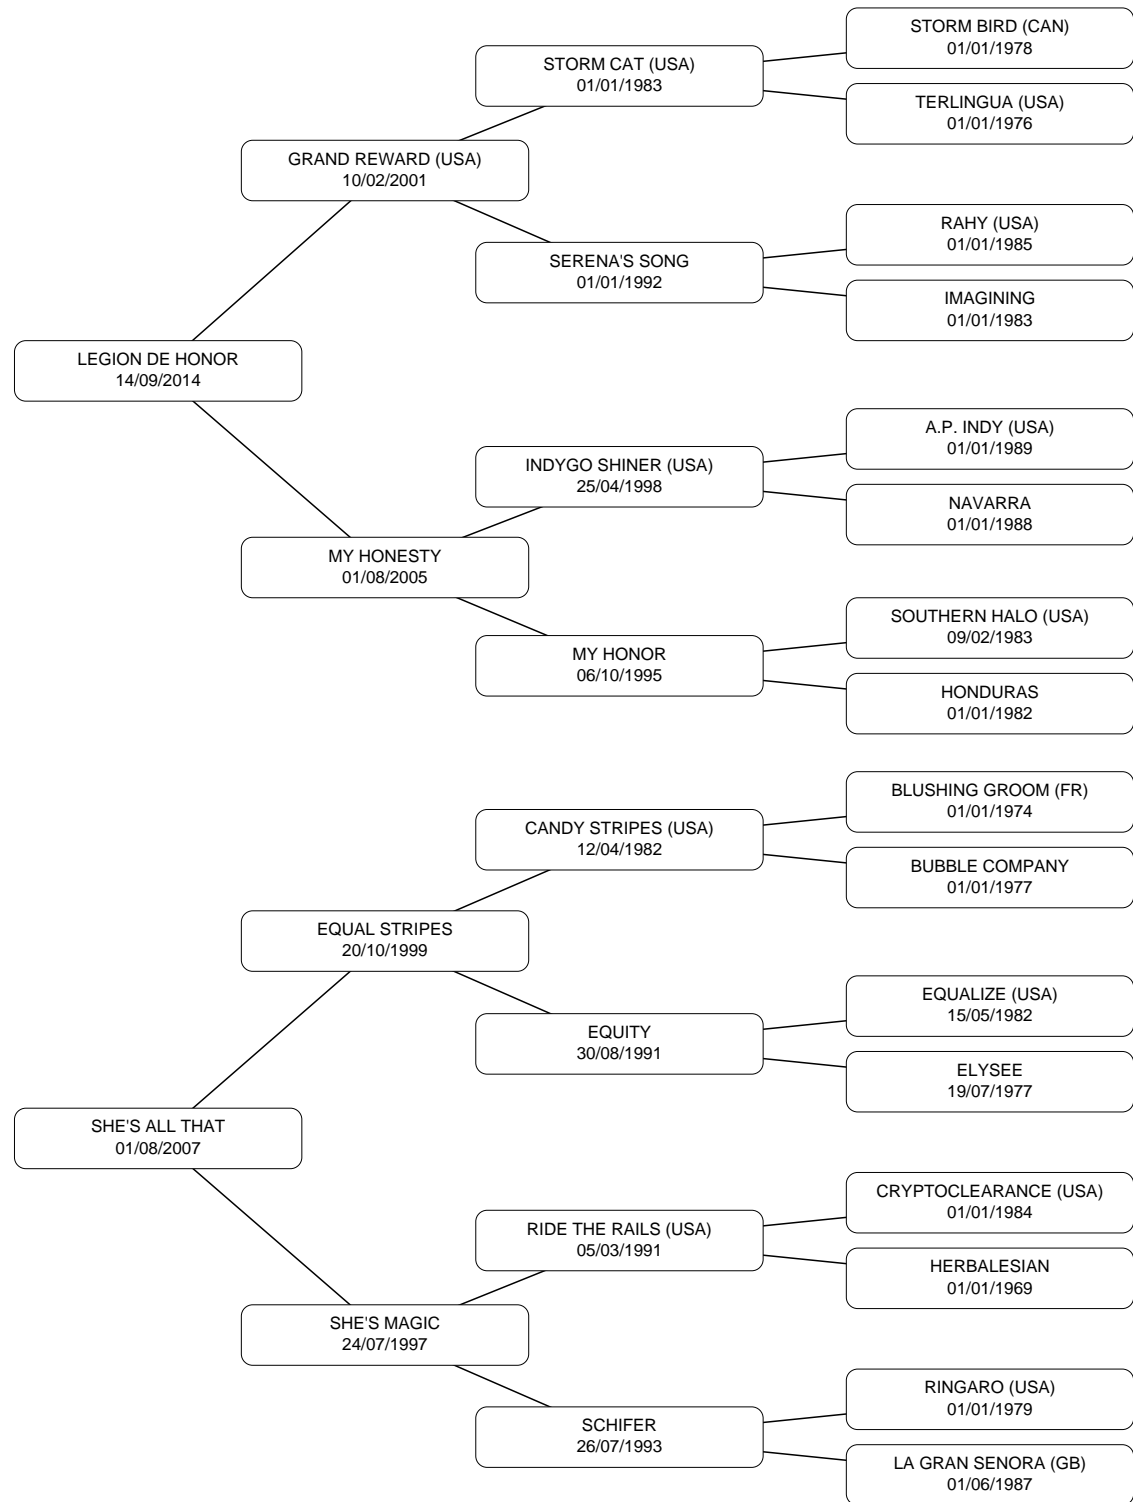 STORM BIRD (CAN)
01/01/1978
STORM CAT (USA)
01/01/1983
TERLINGUA (USA)
01/01/1976
GRAND REWARD (USA)
10/02/2001
RAHY (USA)
01/01/1985
SERENA'S SONG
01/01/1992
IMAGINING
01/01/1983
LEGION DE HONOR
14/09/2014
A.P. INDY (USA)
01/01/1989
INDYGO SHINER (USA)
25/04/1998
NAVARRA
01/01/1988
MY HONESTY
01/08/2005
SOUTHERN HALO (USA)
09/02/1983
MY HONOR
06/10/1995
HONDURAS
01/01/1982
BLUSHING GROOM (FR)
01/01/1974
CANDY STRIPES (USA)
12/04/1982
BUBBLE COMPANY
01/01/1977
EQUAL STRIPES
20/10/1999
EQUALIZE (USA)
15/05/1982
EQUITY
30/08/1991
ELYSEE
19/07/1977
SHE'S ALL THAT
01/08/2007
CRYPTOCLEARANCE (USA)
01/01/1984
RIDE THE RAILS (USA)
05/03/1991
HERBALESIAN
01/01/1969
SHE'S MAGIC
24/07/1997
RINGARO (USA)
01/01/1979
SCHIFER
26/07/1993
LA GRAN SENORA (GB)
01/06/1987